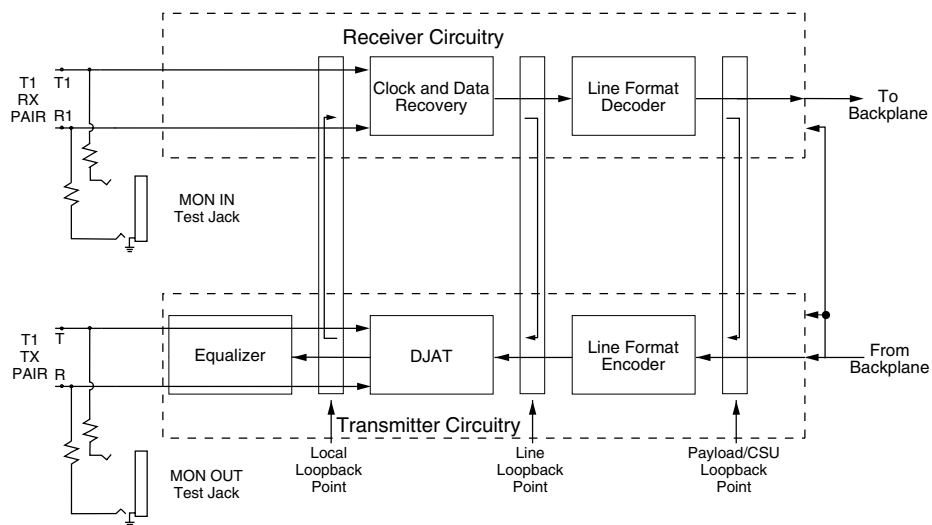 Receiver Circuitry
T1
RX
PAIR
T1
R1
Clock and Data
Recovery
Line Format
Decoder
To
Backplane
MON IN
Test Jack
T1
TX
PAIR
T
R
Equalizer
DJAT
Line Format
Encoder
From
Backplane
Transmitter Circuitry
MON OUT
Test Jack
Local
Loopback
Point
Line
Loopback
Point
Payload/CSU
Loopback
Point